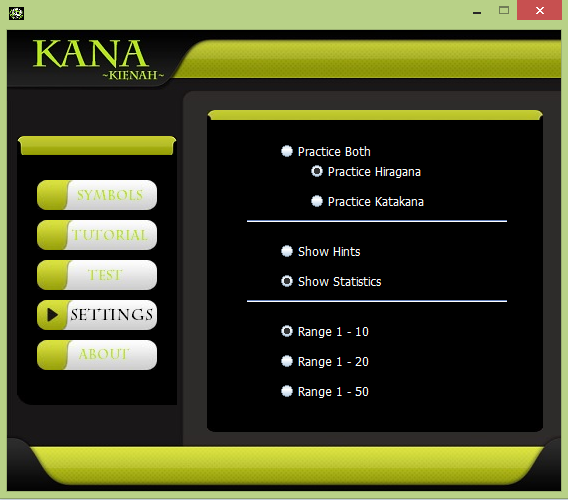 KANA
~KIENAH~
SYMBOLS
TUTORIAL
TEST
SETTINGS
ABOUT
Practice Both
Practice Hiragana
Practice Katakana
Show Hints
Show Statistics
Range 1 - 10
Range 1 - 20
Range 1 - 50